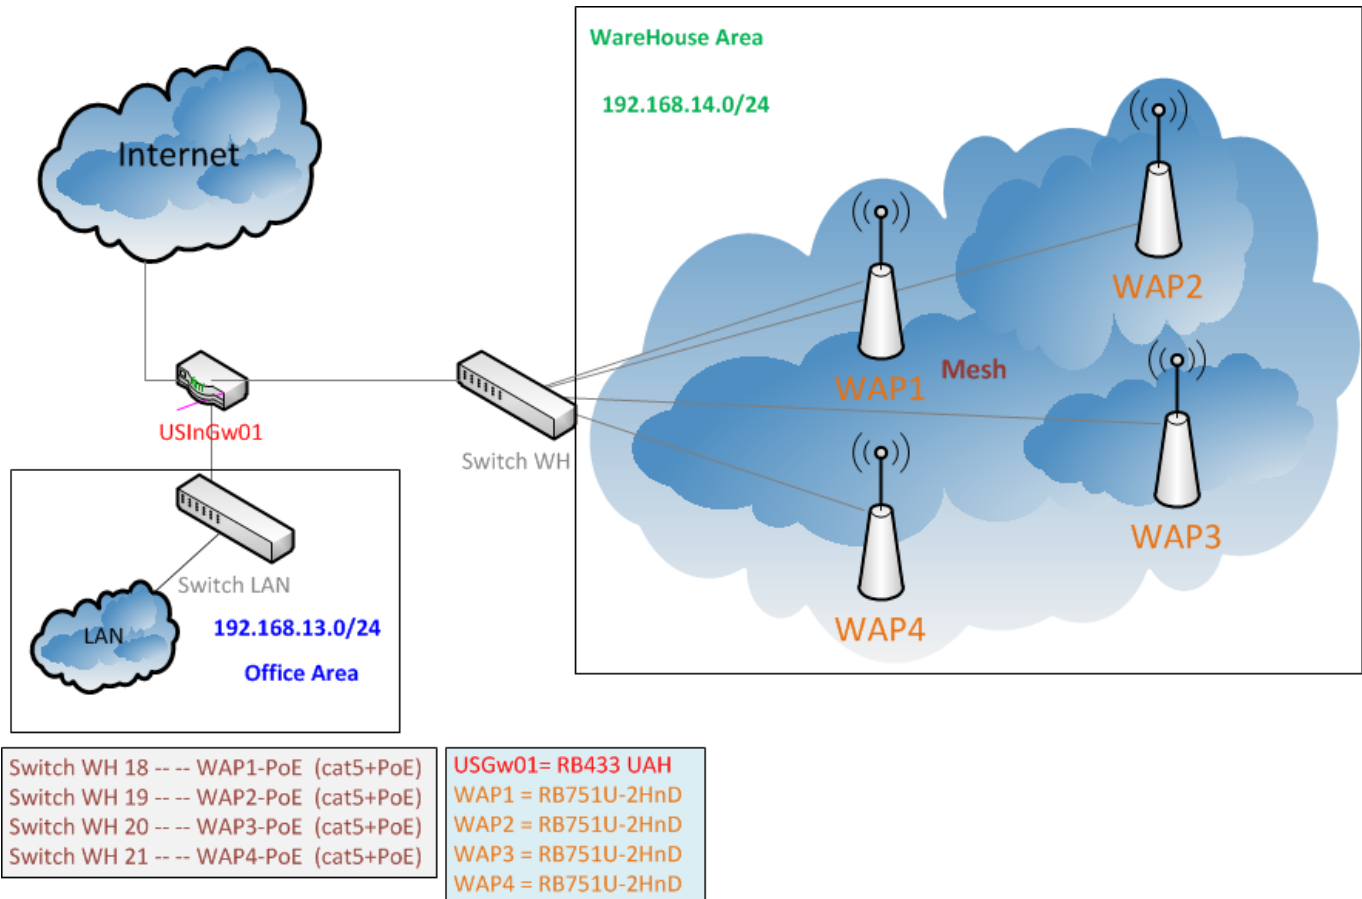 WareHouse Area
192.168.14.0/24
Internet
WAP2
WAP1
Mesh
USInGw01
Switch WH
WAP3
Switch LAN
WAP4
LAN
192.168.13.0/24
Office Area
Switch WH 18 -- -- WAP1-PoE (cat5+PoE)
Switch WH 19 -- -- WAP2-PoE (cat5+PoE)
Switch WH 20 -- -- WAP3-PoE (cat5+PoE)
Switch WH 21 -- -- WAP4-PoE (cat5+PoE)
USGw01= RB433 UAH
WAP1 = RB751U-2HnD
WAP2 = RB751U-2HnD
WAP3 = RB751U-2HnD
WAP4 = RB751U-2HnD